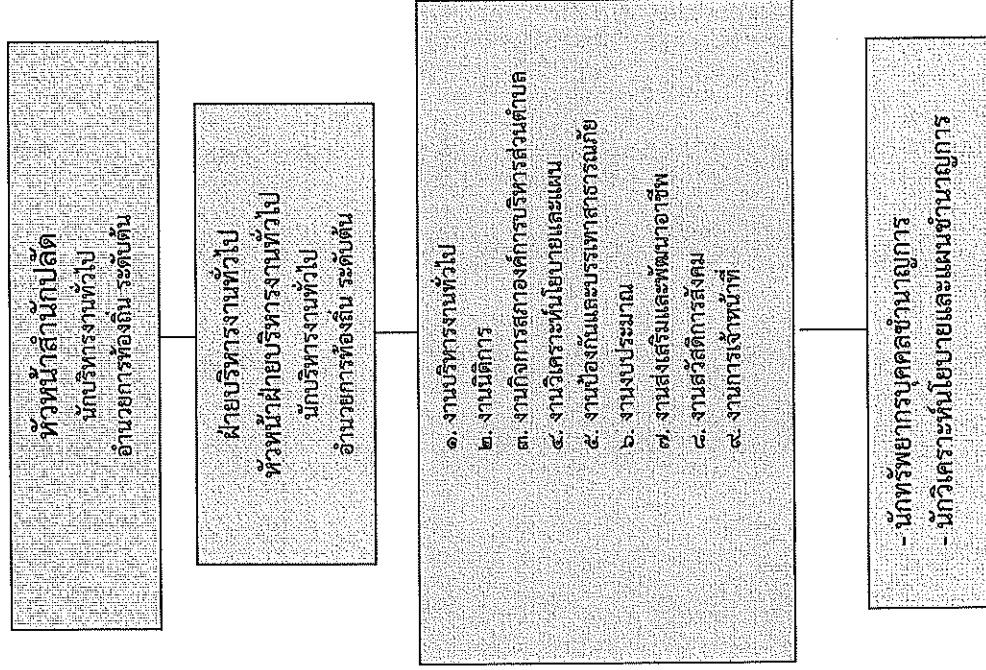 หัวหน้าสำนักปลัด
นักบริหารงานทั่วไป
อำนวยการท้องถิ่น ระดับต้น
ฝ่ายบริหารงานทั่วไป
หัวหน้าฝ่ายบริหารงานทั่วไป
นักบริหารงานทั่วไป
อำนวยการท้องถิ่น ระดับต้น
๑. งานบริหารงานทั่วไป
๒. งานนิติการ
๓. งานกิจการสภาองค์การบริหารส่วนตำบล
๔. งานวิเคราะห์นโยบายและแผน
๕. งานป้องกันและบรรเทาสาธารณภัย
๖. งานงบประมาณ
๗. งานส่งเสริมและพัฒนาอาชีพ
๘. งานสวัสดิการสังคม
๙. งานการเจ้าหน้าที่
- นักทรัพยากรบุคคลชำนาญการ
- นักวิเคราะห์นโยบายและแผนชำนาญการ